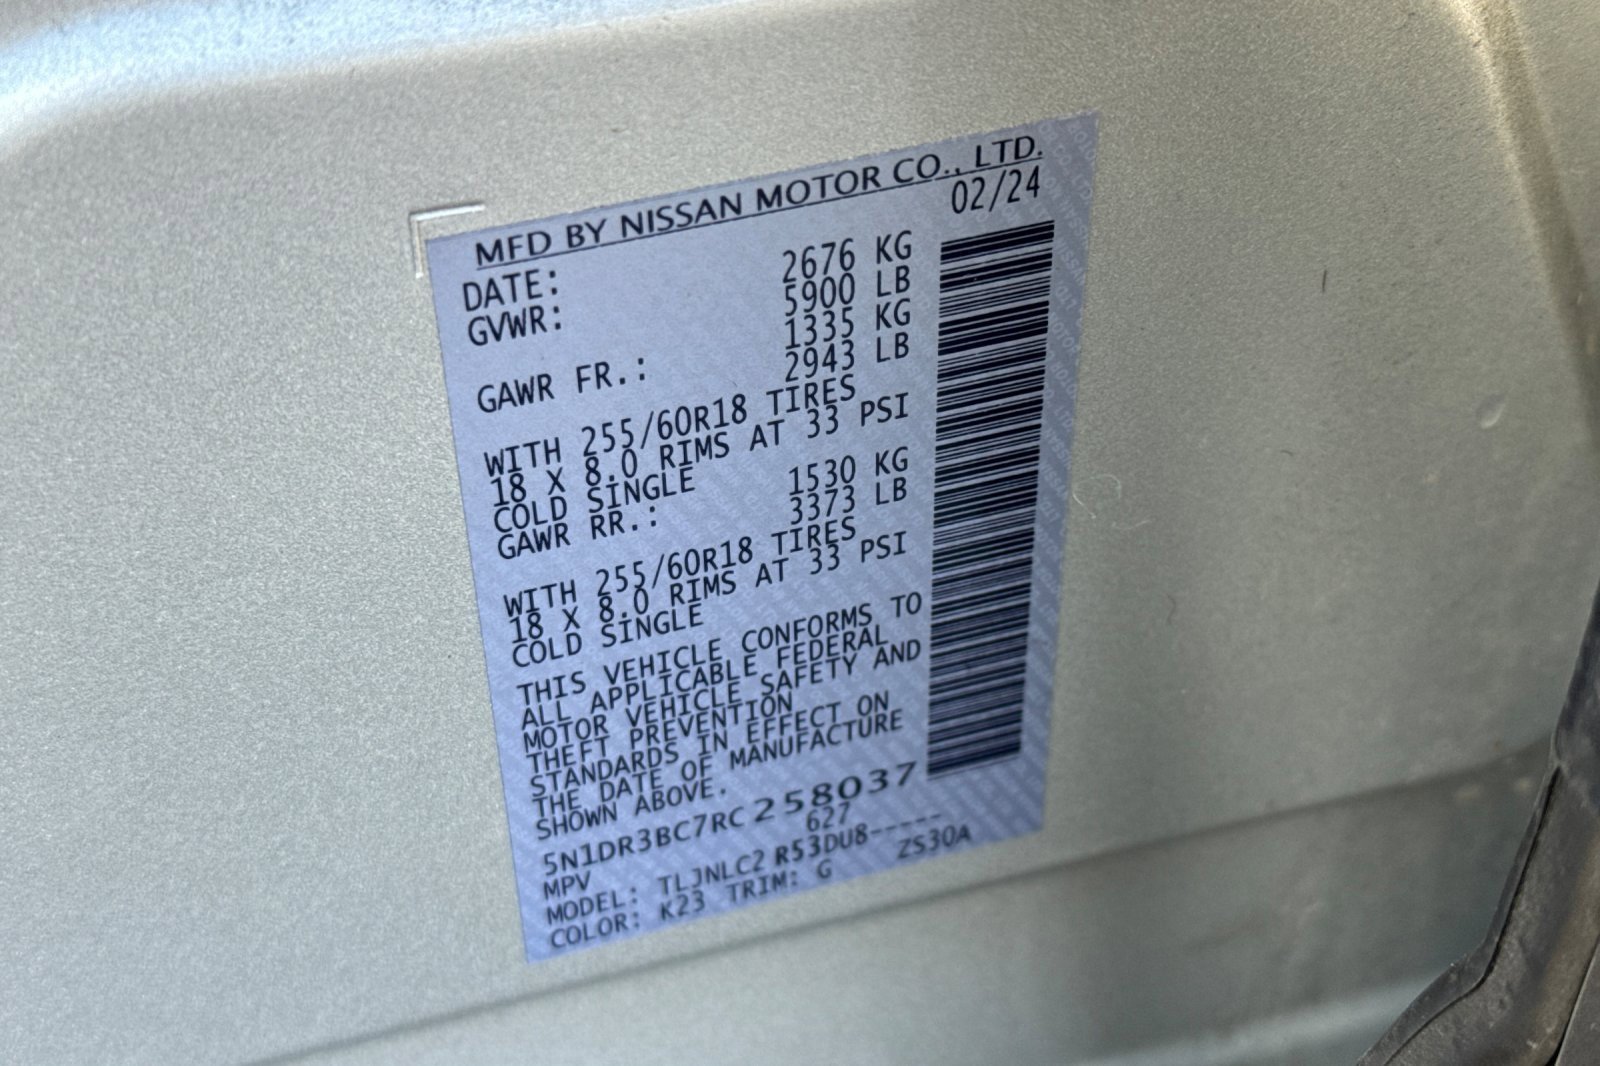 MFD BY NISSAN MOTOR CO., LTD.
DATE: 02/24
GVWR: 2676 KG
5900 LB
GAWR FR.: 1335 KG
2943 LB
WITH 255/60R18 TIRES
18 X 8.0 RIMS AT 33 PSI
COLD SINGLE
GAWR RR.: 1530 KG
3373 LB
WITH 255/60R18 TIRES
18 X 8.0 RIMS AT 33 PSI
COLD SINGLE
THIS VEHICLE CONFORMS TO
ALL APPLICABLE FEDERAL
MOTOR VEHICLE SAFETY AND
THEFT PREVENTION
STANDARDS IN EFFECT ON
THE DATE OF MANUFACTURE
SHOWN ABOVE.
5N1DR3BC7RC258037
MPV 627
MODEL: TLJNLC2 R53DU8-----
COLOR: K23 TRIM: G ZS30A